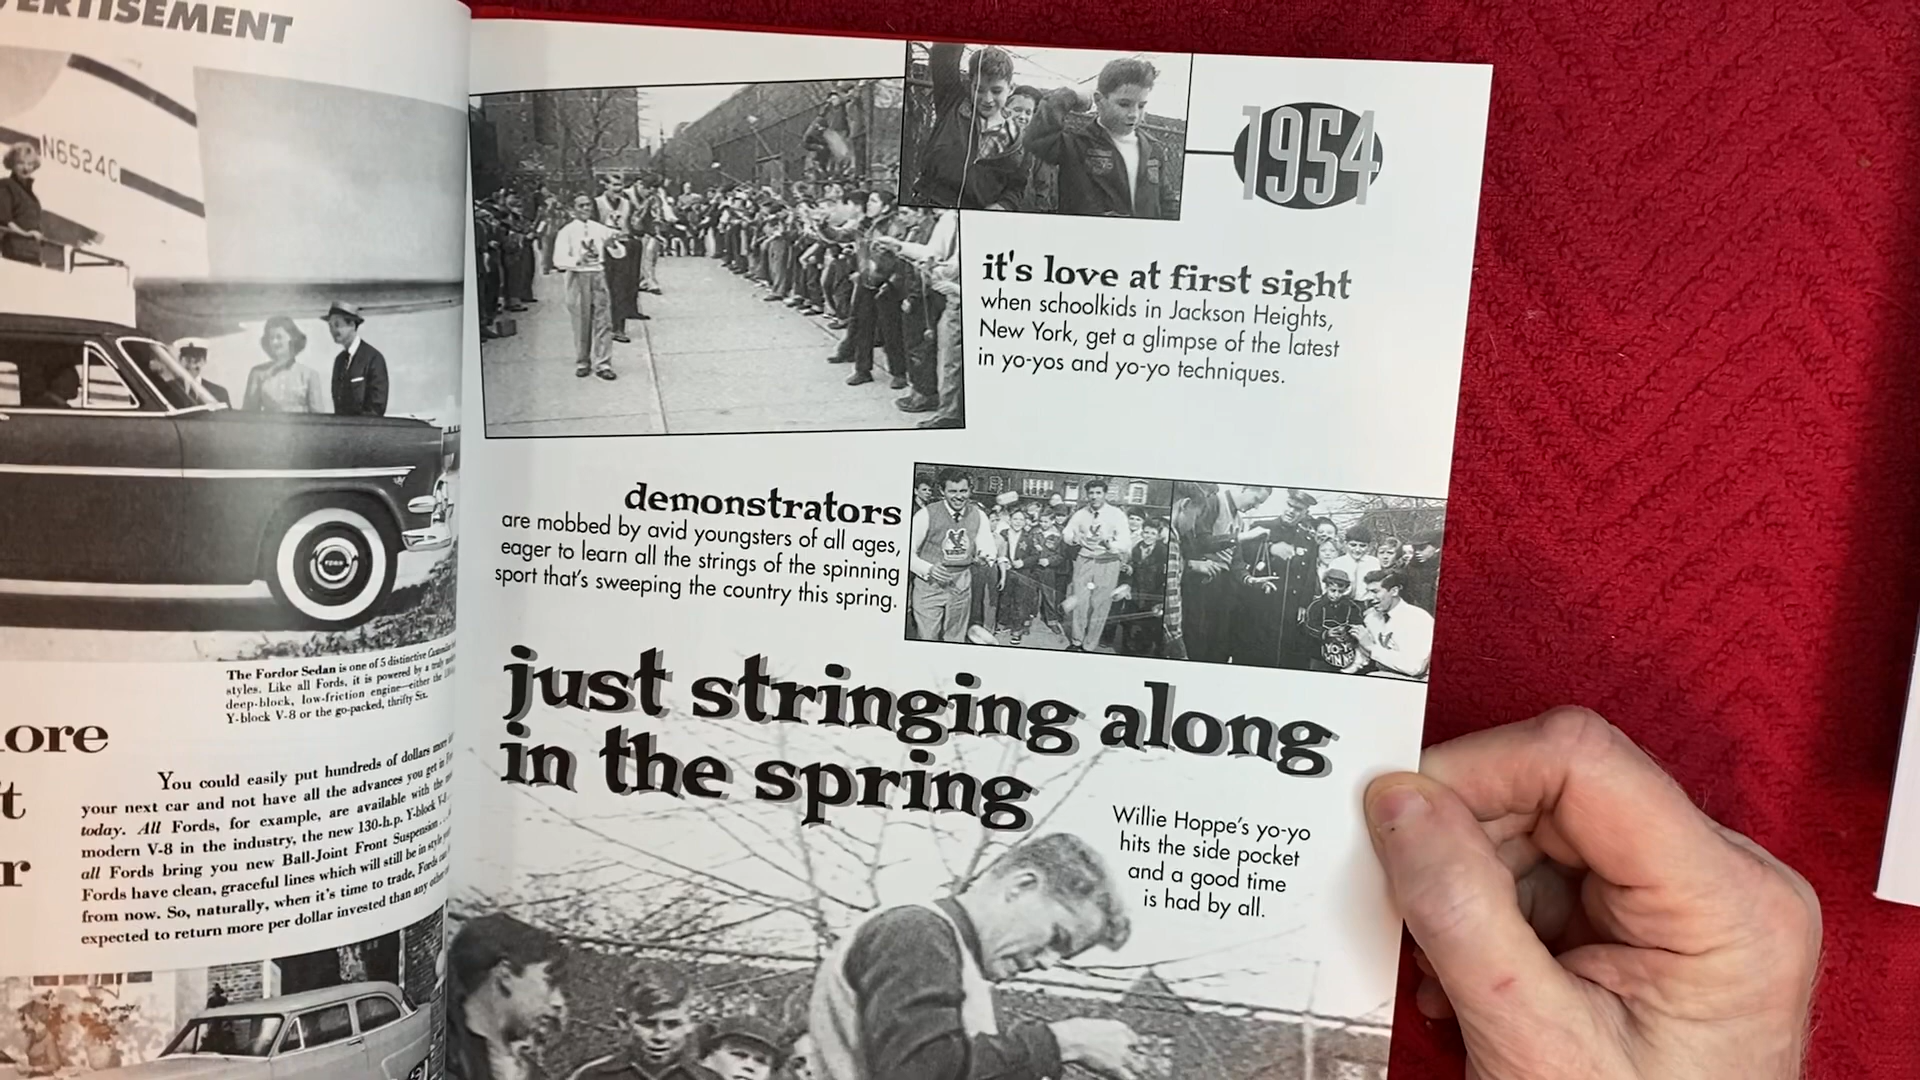 ERTISEMENT
N6524C
The Fordor Sedan is one of 5 distinctive
styles. Like all Fords, it is powered by a
deep-block, low-friction engine—either the
Y-block V-8 or the go-packed, thrifty Six.
ore
t
r
You could easily put hundreds of dollars more
your next car and not have all the advances you get in
today. All Fords, for example, are available with the
modern V-8 in the industry, the new 130-h.p. Y-block V-8
all Fords bring you new Ball-Joint Front Suspension...
Fords have clean, graceful lines which will still be in style
from now. So, naturally, when it's time to trade, Fords can
expected to return more per dollar invested than any other
1954
it's love at first sight
when schoolkids in Jackson Heights,
New York, get a glimpse of the latest
in yo-yos and yo-yo techniques.
demonstrators
are mobbed by avid youngsters of all ages,
eager to learn all the strings of the spinning
sport that's sweeping the country this spring.
just stringing along
in the spring
Willie Hoppe's yo-yo
hits the side pocket
and a good time
is had by all.